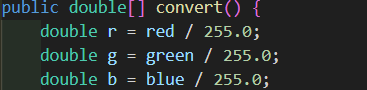 public double[] convert() {
    double r = red / 255.0;
    double g = green / 255.0;
    double b = blue / 255.0;